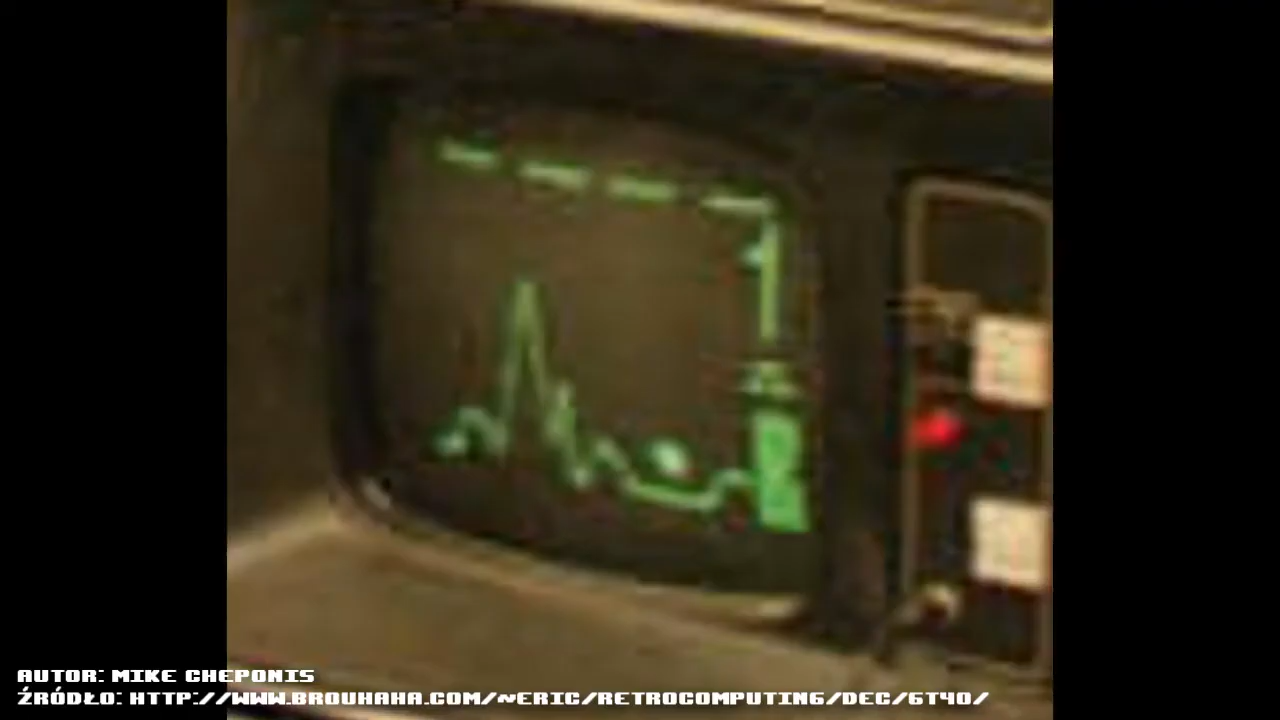 AUTOR: MIKE CHEPONIS
ŹRÓDŁO: HTTP://WWW.BROUHAHA.COM/~ERIC/RETROCOMPUTING/DEC/GT40/